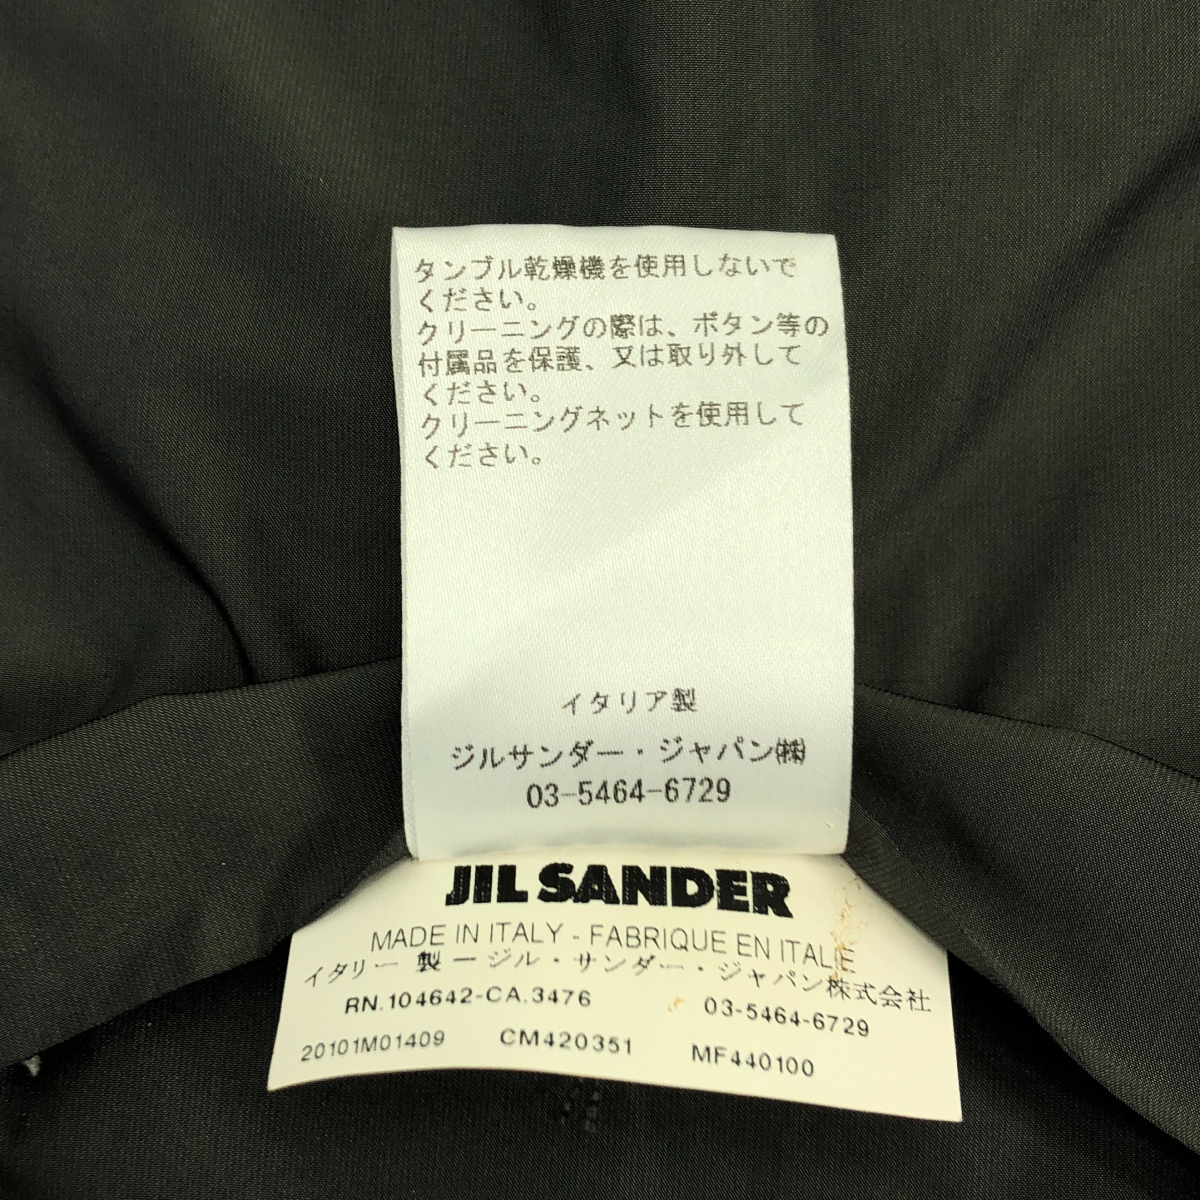 タンブル乾燥機を使用しないで
ください。
クリーニングの際は、ボタン等の
付属品を保護、又は取り外して
ください。
クリーニングネットを使用して
ください。
イタリア製
ジルサンダー・ジャパン㈱
03-5464-6729
JIL SANDER
MADE IN ITALY - FABRIQUE EN ITALIE
イタリー 製 ー ジル・サンダー・ジャパン株式会社
RN.104642-CA.3476 03-5464-6729
20101M01409 CM420351 MF440100